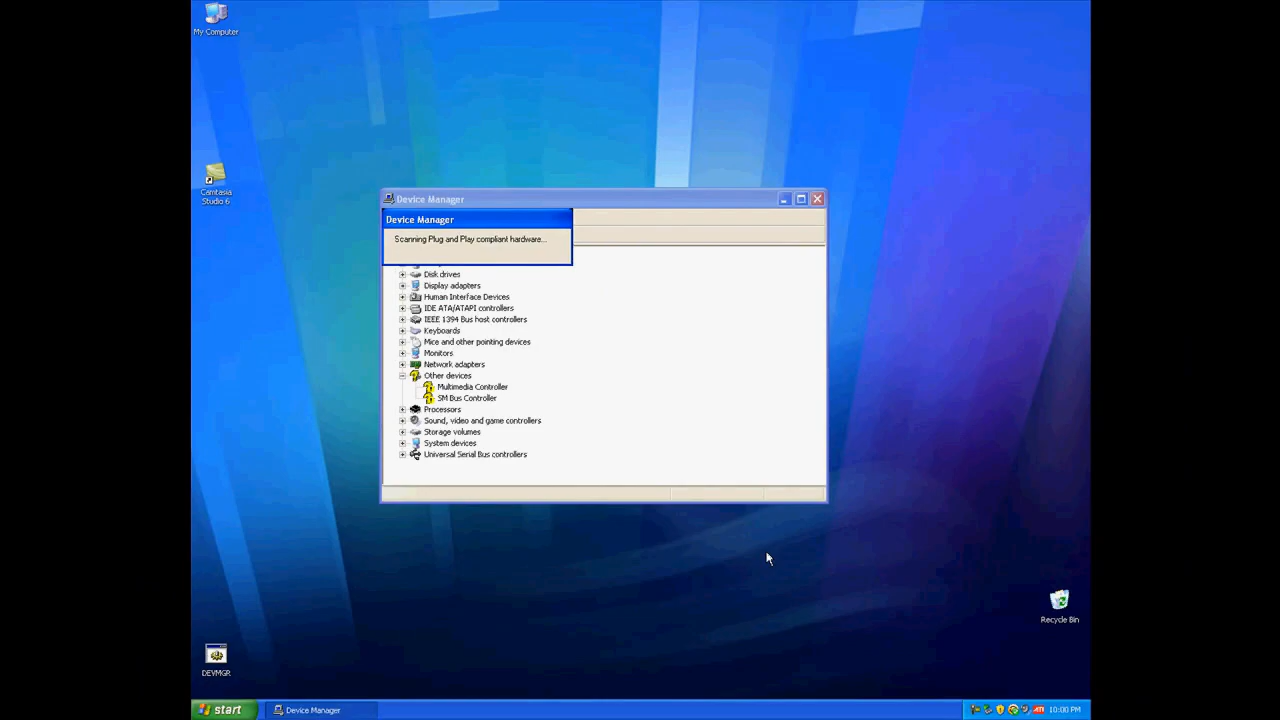 My Computer
Camtasia
Studio 6
Device Manager
Device Manager
Scanning Plug and Play compliant hardware...
Disk drives
Display adapters
Human Interface Devices
IDE ATA/ATAPI controllers
IEEE 1394 Bus host controllers
Keyboards
Mice and other pointing devices
Monitors
Network adapters
Other devices
Multimedia Controller
SM Bus Controller
Processors
Sound, video and game controllers
Storage volumes
System devices
Universal Serial Bus controllers
Recycle Bin
DEVMGR
start
Device Manager
ATI
10:00 PM